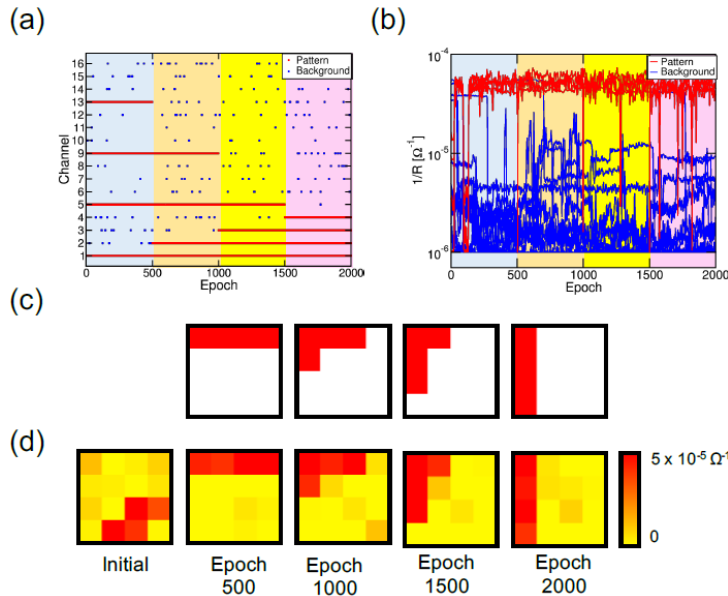 (a)
(b)
Pattern
Background
16
15
14
13
12
11
10
9
8
7
6
5
4
3
2
1
Channel
0 500 1000 1500 2000
Epoch
Pattern
Background
10⁻⁴
10⁻⁵
10⁻⁶
1/R [Ω⁻¹]
0 500 1000 1500 2000
Epoch
(c)
(d)
5 x 10⁻⁵ Ω⁻¹
0
Initial
Epoch 500
Epoch 1000
Epoch 1500
Epoch 2000